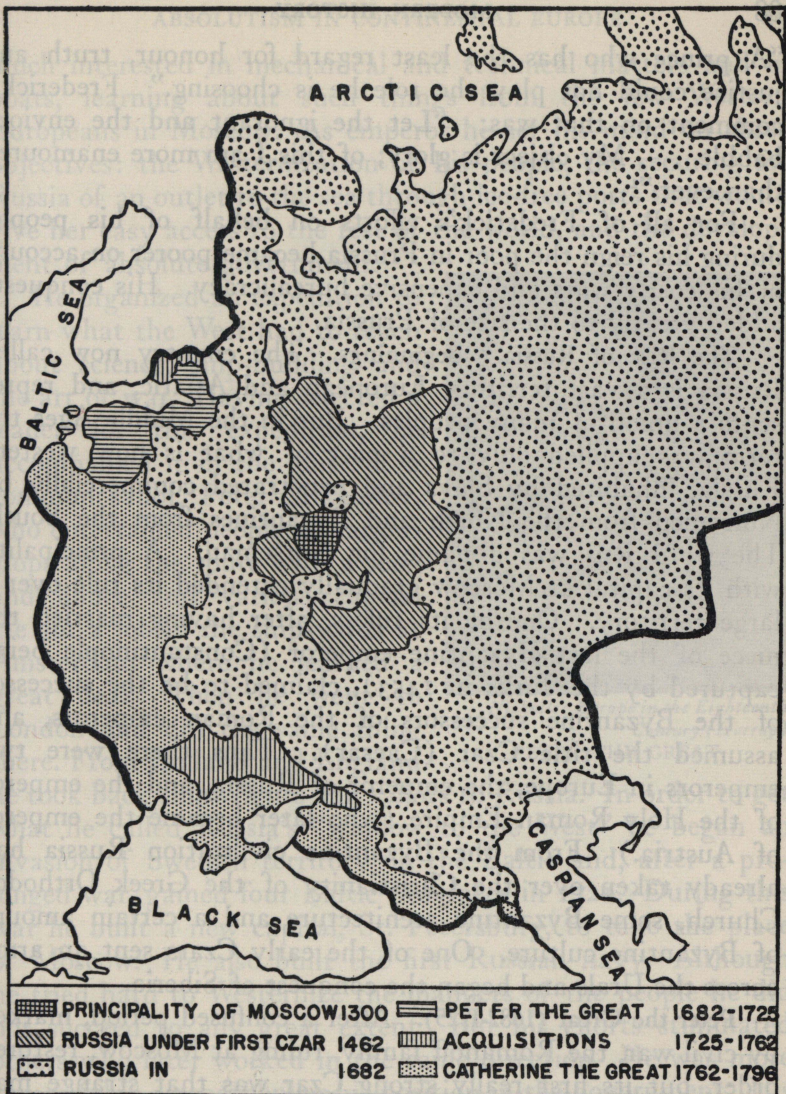 ARCTIC SEA
BALTIC SEA
CASPIAN SEA
BLACK SEA
PRINCIPALITY OF MOSCOW 1300
PETER THE GREAT 1682-1725
RUSSIA UNDER FIRST CZAR 1462
ACQUISITIONS 1725-1762
RUSSIA IN 1682
CATHERINE THE GREAT 1762-1796